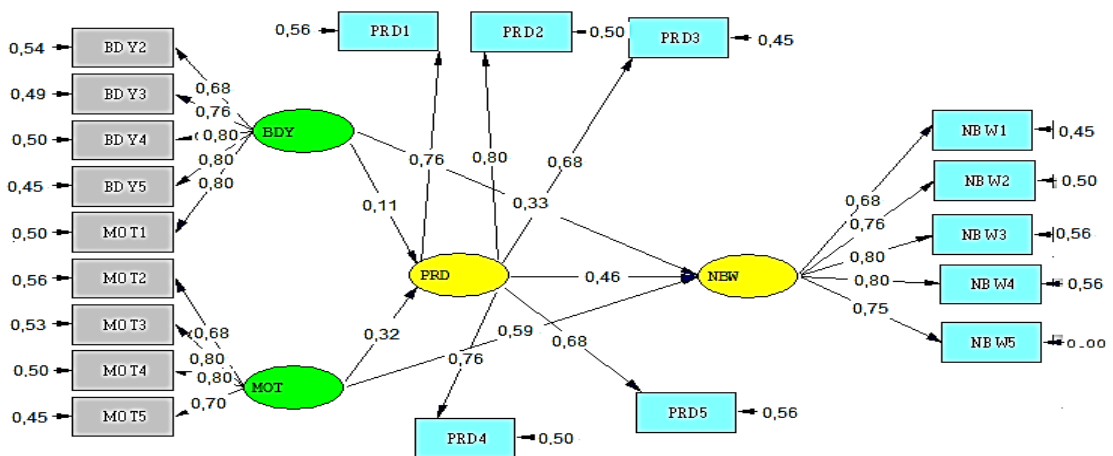 0,56 PRD1
PRD2 0,50
PRD3 0,45
0,54 BDY2
0,49 BDY3
0,50 BDY4
0,45 BDY5
0,50 MOT1
0,56 MOT2
0,53 MOT3
0,50 MOT4
0,45 MOT5
0,68
0,76
0,80
0,80
0,80
BDY
0,76
0,80
0,68
0,33
0,11
PRD
0,46
NBW
0,32
0,59
0,68
0,80
0,80
0,70
MOT
0,76
0,68
PRD4 0,50
PRD5 0,56
0,68
0,76
0,80
0,80
0,75
NBW1 0,45
NBW2 0,50
NBW3 0,56
NBW4 0,56
NBW5 0.00